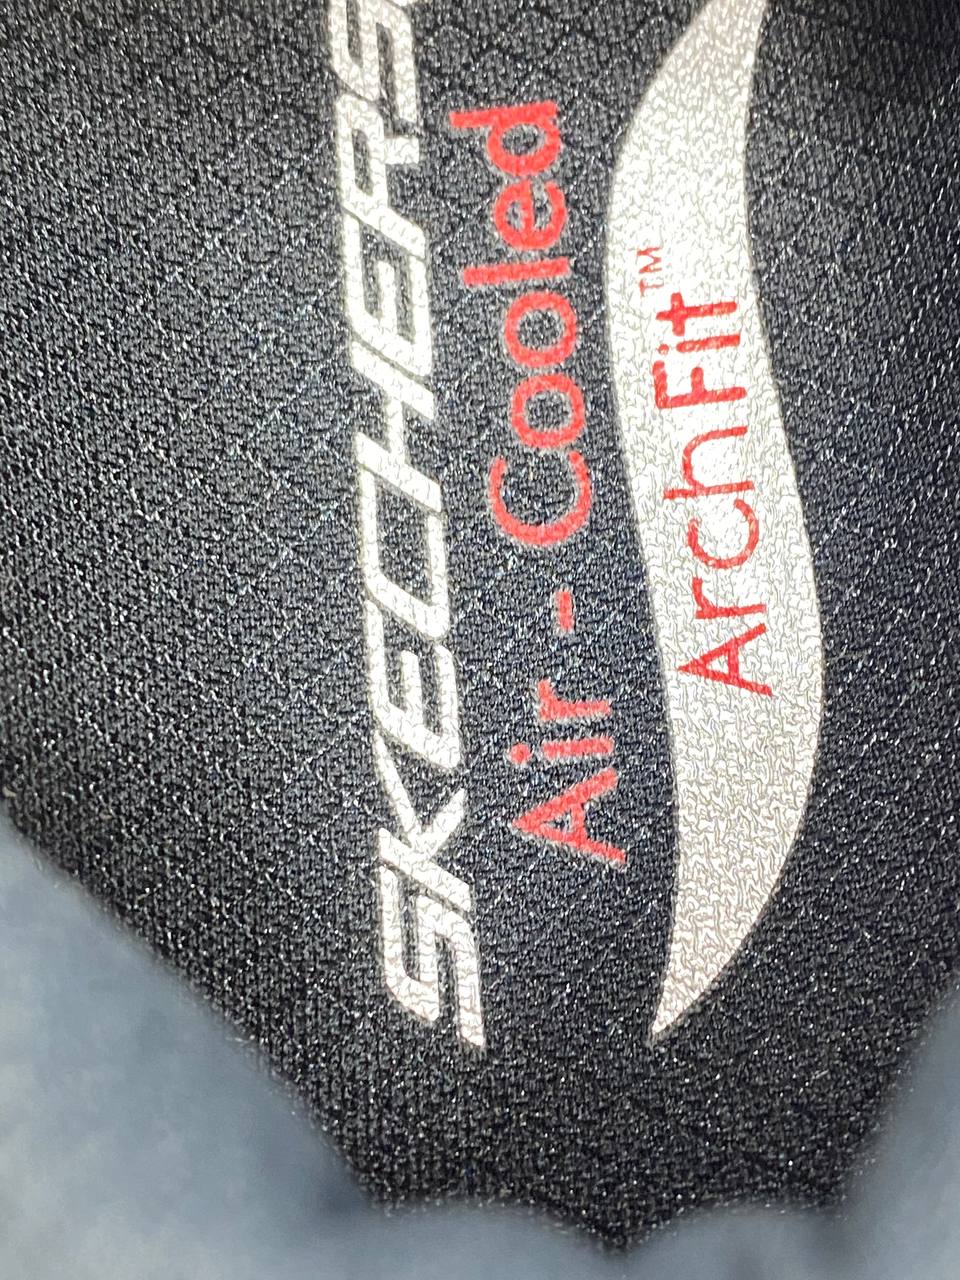 SKECHERS
Air - Cooled
ArchFit™